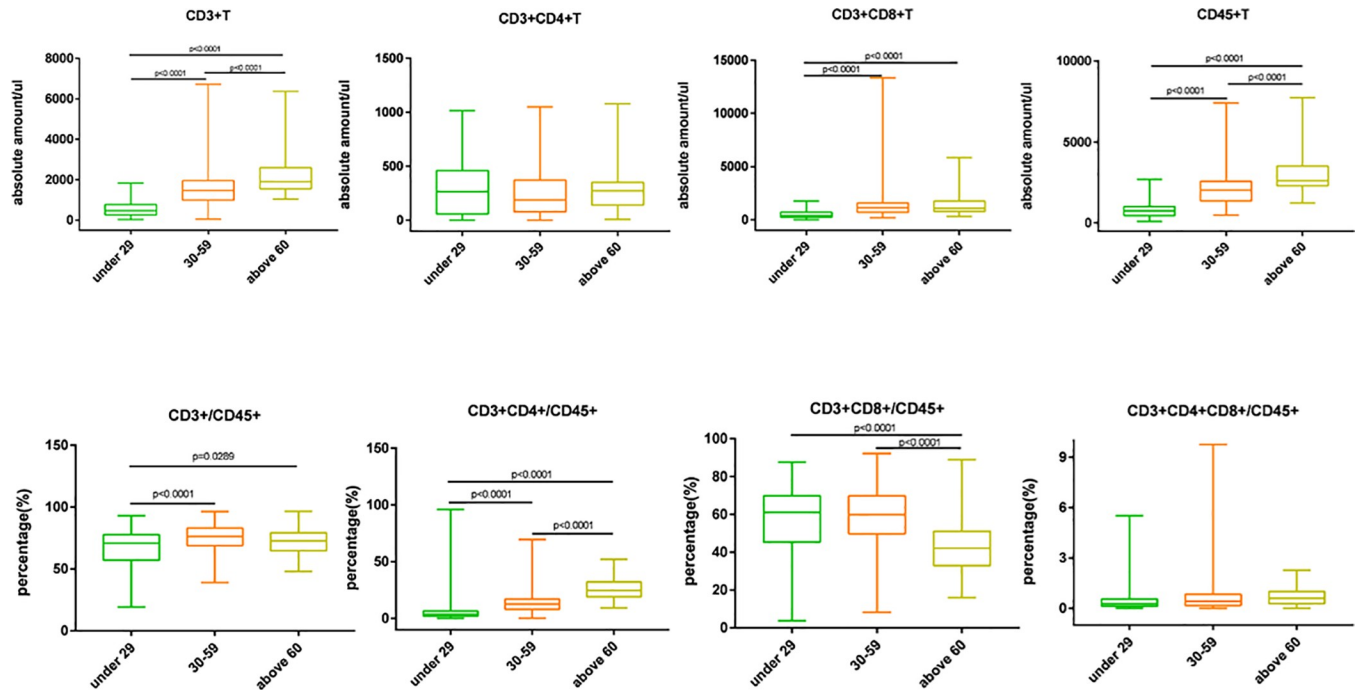 CD3+T
absolute amount/ul
8000
6000
4000
2000
0
p<0.0001
p<0.0001
p<0.0001
under 29
30-59
above 60
CD3+CD4+T
absolute amount/ul
1500
1000
500
0
under 29
30-59
above 60
CD3+CD8+T
absolute amount/ul
15000
10000
5000
0
p<0.0001
p<0.0001
under 29
30-59
above 60
CD45+T
absolute amount/ul
10000
5000
0
p<0.0001
p<0.0001
p<0.0001
under 29
30-59
above 60
CD3+/CD45+
percentage(%)
150
100
50
0
p=0.0289
p<0.0001
under 29
30-59
above 60
CD3+CD4+/CD45+
percentage(%)
150
100
50
0
p<0.0001
p<0.0001
p<0.0001
under 29
30-59
above 60
CD3+CD8+/CD45+
percentage(%)
100
80
60
40
20
0
p<0.0001
p<0.0001
under 29
30-59
above 60
CD3+CD4+CD8+/CD45+
percentage(%)
9
6
3
0
under 29
30-59
above 60